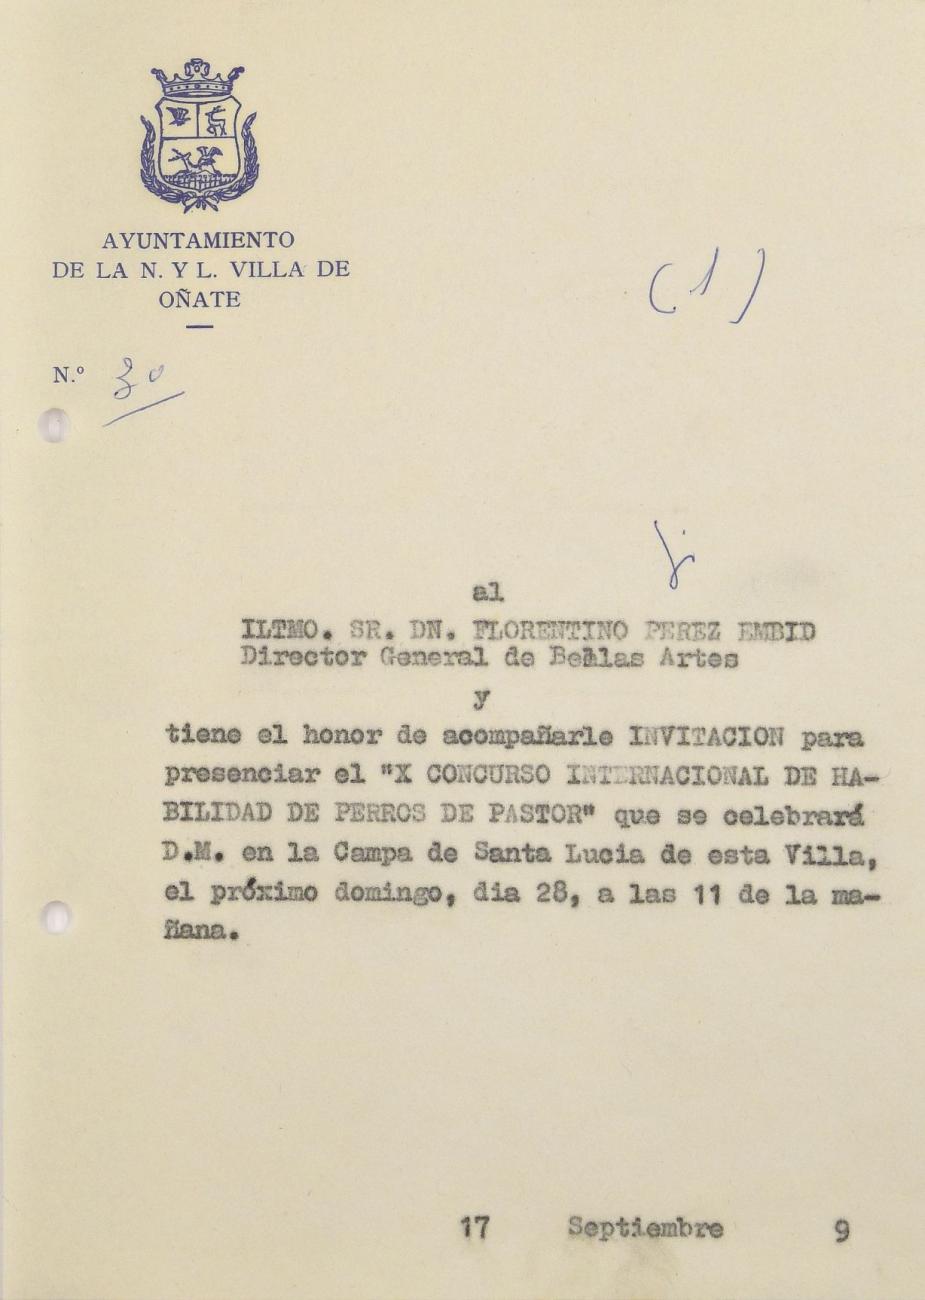 AYUNTAMIENTO
DE LA N. Y L. VILLA DE
OÑATE
(1)
N.º 30
al
ILTMO. SR. DN. FLORENTINO PEREZ EMBID
Director General de Bellas Artes
y
tiene el honor de acompañarle INVITACION para
presenciar el "X CONCURSO INTERNACIONAL DE HA-
BILIDAD DE PERROS DE PASTOR" que se celebrará
D.M. en la Campa de Santa Lucia de esta Villa,
el próximo domingo, dia 28, a las 11 de la ma-
ñana.
17 Septiembre 9